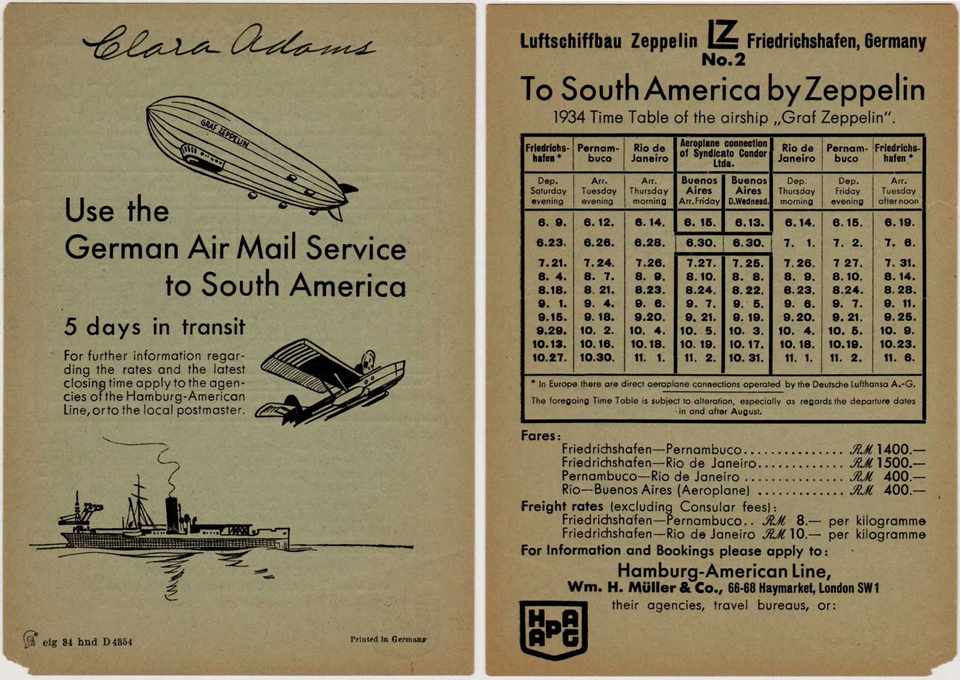 Clara Adams
GRAF ZEPPELIN
Use the
German Air Mail Service
to South America
5 days in transit
For further information regar-
ding the rates and the latest
closing time apply to the agen-
cies of the Hamburg-American
Line, or to the local postmaster.
elg 34 hnd D 4354
Printed in Germany
Luftschiffbau Zeppelin LZ Friedrichshafen, Germany
No. 2
To South America by Zeppelin
1934 Time Table of the airship „Graf Zeppelin".
Friedrichs-hafen * Pernam-buco Rio de Janeiro Aeroplane connection of Syndicato Condor Ltda. Rio de Janeiro Pernam-buco Friedrichs-hafen *
Dep. Saturday evening Arr. Tuesday evening Arr. Thursday morning Buenos Aires Arr. Friday Buenos Aires D. Wednesd. Dep. Thursday morning Dep. Friday evening Arr. Tuesday afternoon
6. 9. 6. 12. 6. 14. 6. 15. 6. 13. 6. 14. 6. 15. 6. 19.
6. 23. 6. 26. 6. 28. 6. 30. 6. 30. 7. 1. 7. 2. 7. 6.
7. 21. 7. 24. 7. 26. 7. 27. 7. 25. 7. 26. 7 27. 7. 31.
8. 4. 8. 7. 8. 9. 8. 10. 8. 8. 8. 9. 8. 10. 8. 14.
8. 18. 8. 21. 8. 23. 8. 24. 8. 22. 8. 23. 8. 24. 8. 28.
9. 1. 9. 4. 9. 6. 9. 7. 9. 5. 9. 6. 9. 7. 9. 11.
9. 15. 9. 18. 9. 20. 9. 21. 9. 19. 9. 20. 9. 21. 9. 25.
9. 29. 10. 2. 10. 4. 10. 5. 10. 3. 10. 4. 10. 5. 10. 9.
10. 13. 10. 16. 10. 18. 10. 19. 10. 17. 10. 18. 10. 19. 10. 23.
10. 27. 10. 30. 11. 1. 11. 2. 10. 31. 11. 1. 11. 2. 11. 6.
* In Europe there are direct aeroplane connections operated by the Deutsche Lufthansa A.-G.
The foregoing Time Table is subject to alteration, especially as regards the departure dates
in and after August.
Fares:
Friedrichshafen—Pernambuco............... RM 1400.—
Friedrichshafen—Rio de Janeiro............. RM 1500.—
Pernambuco—Rio de Janeiro ............... RM 400.—
Rio—Buenos Aires (Aeroplane) ............. RM 400.—
Freight rates (excluding Consular fees):
Friedrichshafen—Pernambuco.. RM 8.— per kilogramme
Friedrichshafen—Rio de Janeiro RM 10.— per kilogramme
For Information and Bookings please apply to:
Hamburg-American Line,
Wm. H. Müller & Co., 66-68 Haymarket, London SW1
their agencies, travel bureaus, or:
HAPAG